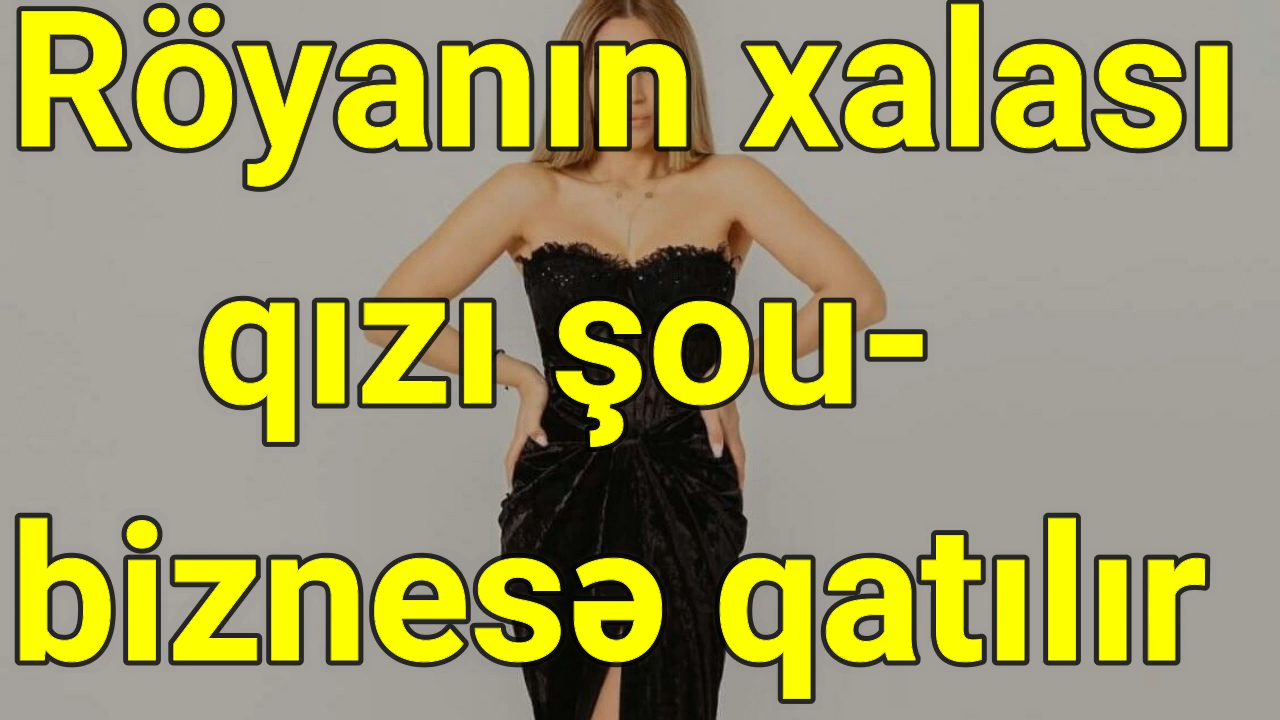 Röyanın xalası
qızı şou-
biznesə qatılır